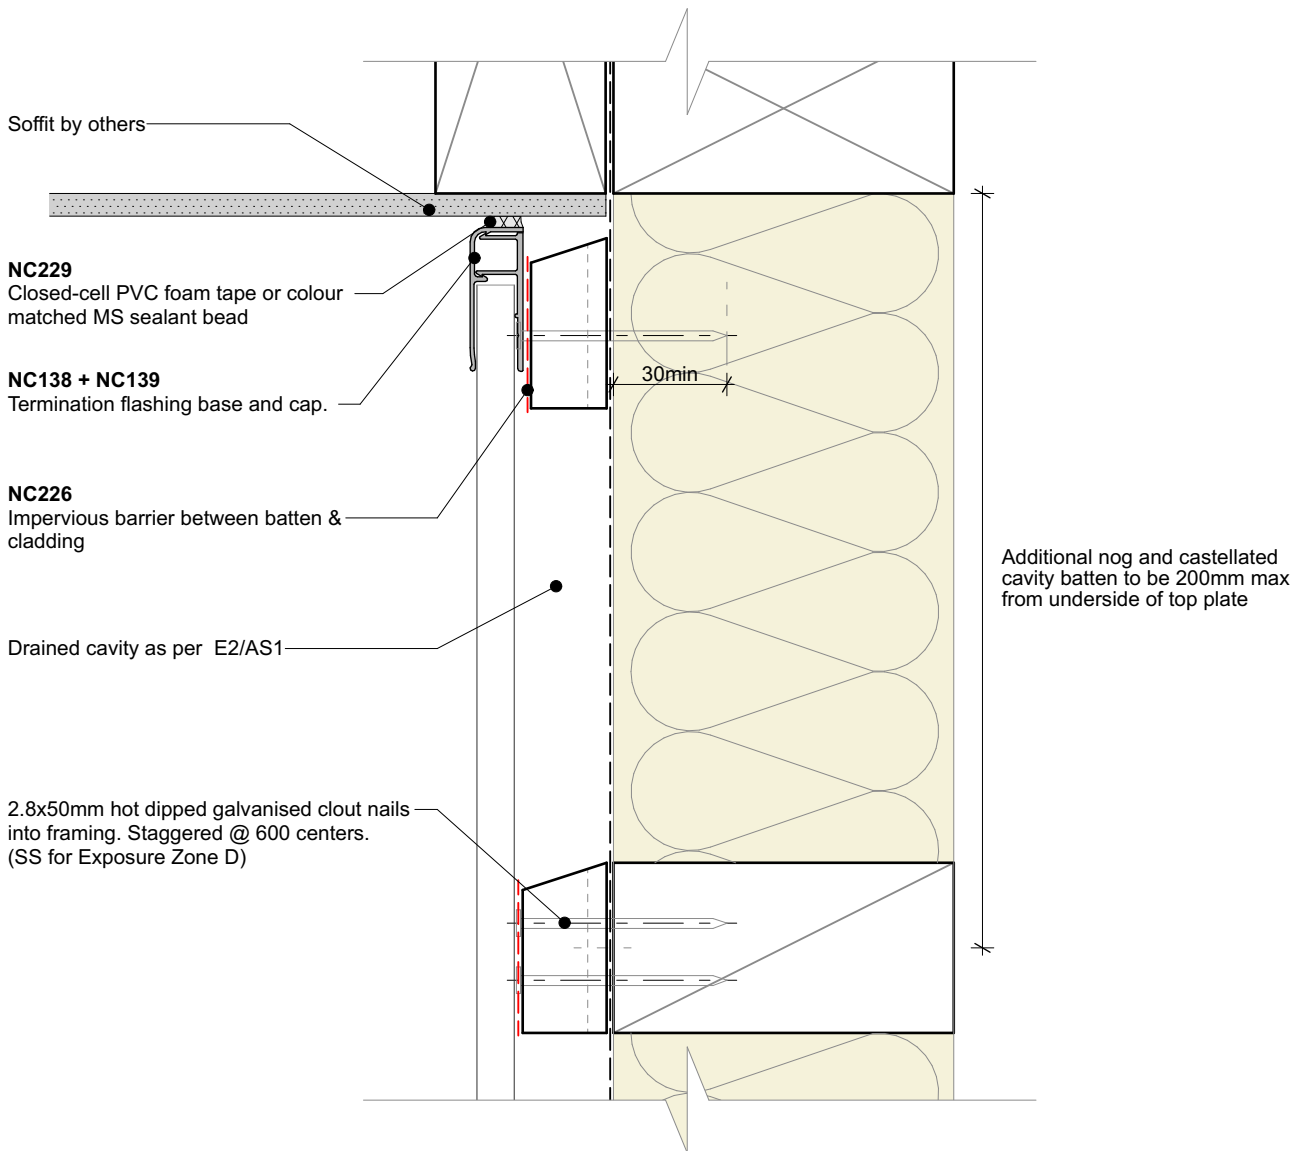 Soffit by others
NC229
Closed-cell PVC foam tape or colour
matched MS sealant bead
NC138 + NC139
Termination flashing base and cap.
30min
NC226
Impervious barrier between batten &
cladding
Additional nog and castellated
cavity batten to be 200mm max
from underside of top plate
Drained cavity as per  E2/AS1
2.8x50mm hot dipped galvanised clout nails
into framing. Staggered @ 600 centers.
(SS for Exposure Zone D)